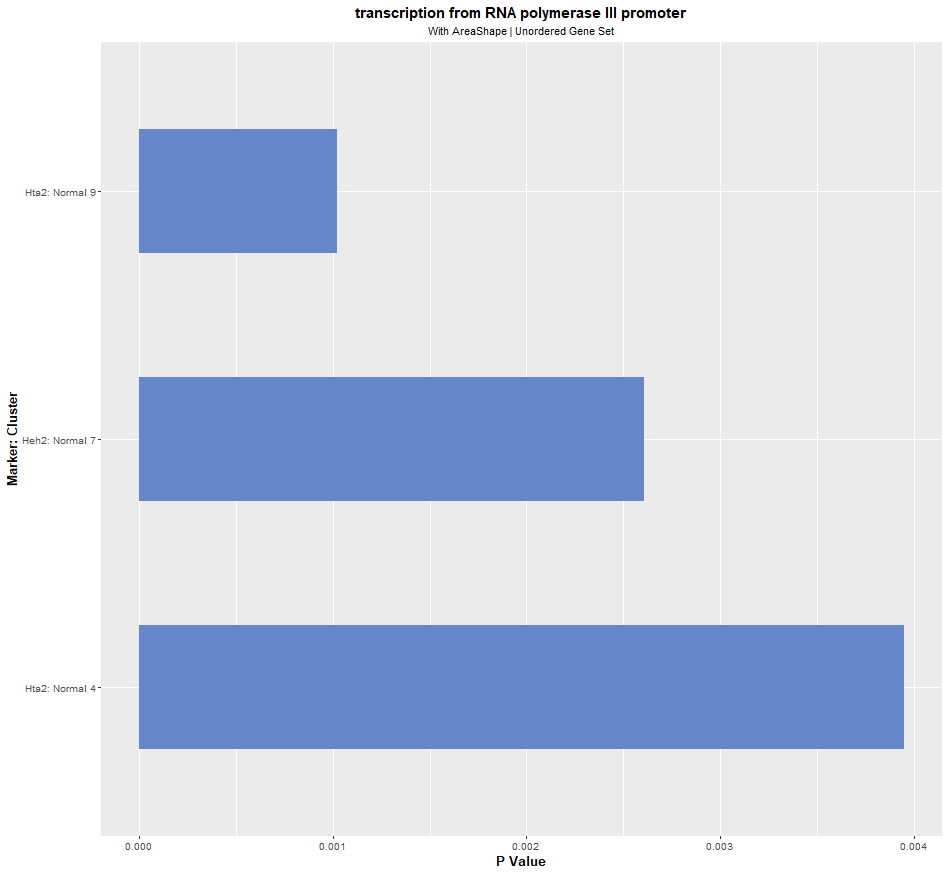 transcription from RNA polymerase III promoter
With AreaShape | Unordered Gene Set
Marker: Cluster
Hta2: Normal 9
Heh2: Normal 7
Hta2: Normal 4
0.000
0.001
0.002
0.003
0.004
P Value